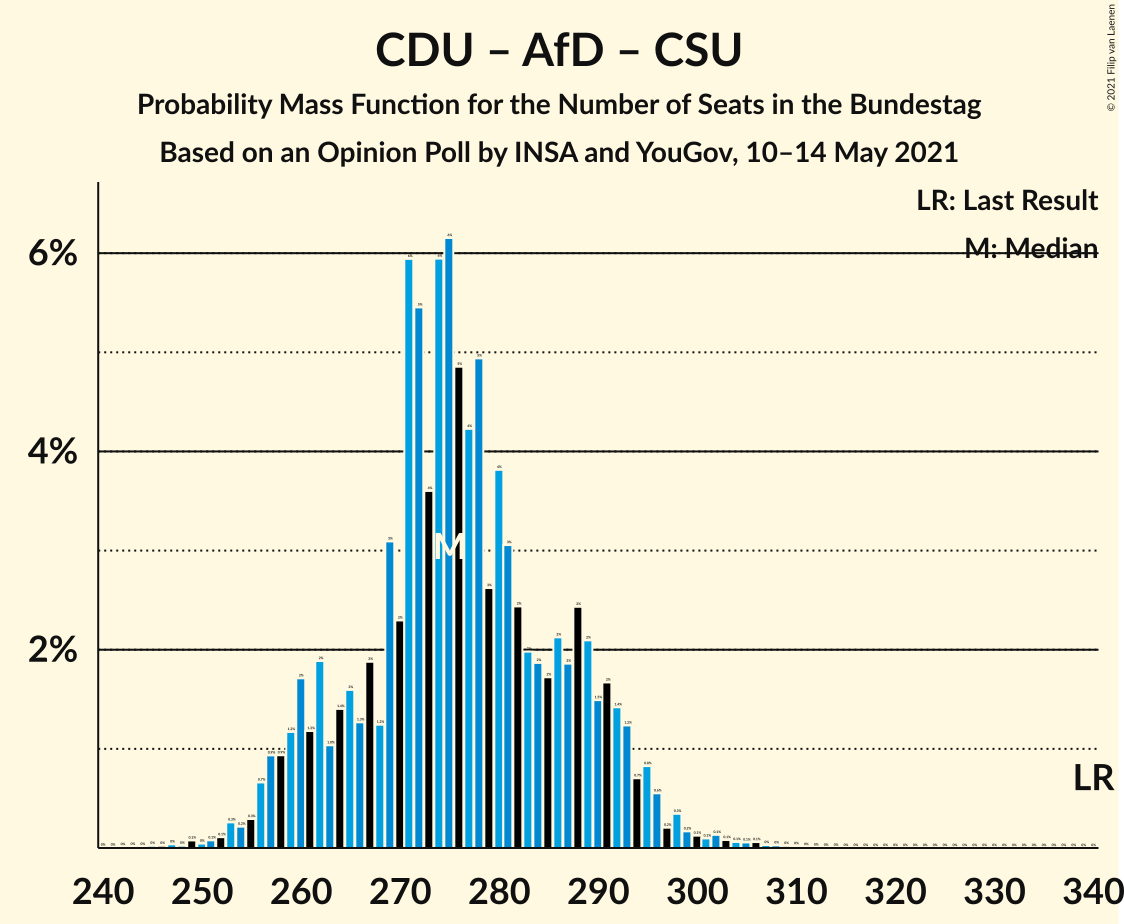 CDU – AfD – CSU
Probability Mass Function for the Number of Seats in the Bundestag
Based on an Opinion Poll by INSA and YouGov, 10–14 May 2021
© 2021 Filip van Laenen
LR: Last Result
M: Median
6%
4%
2%
M
LR
240 250 260 270 280 290 300 310 320 330 340